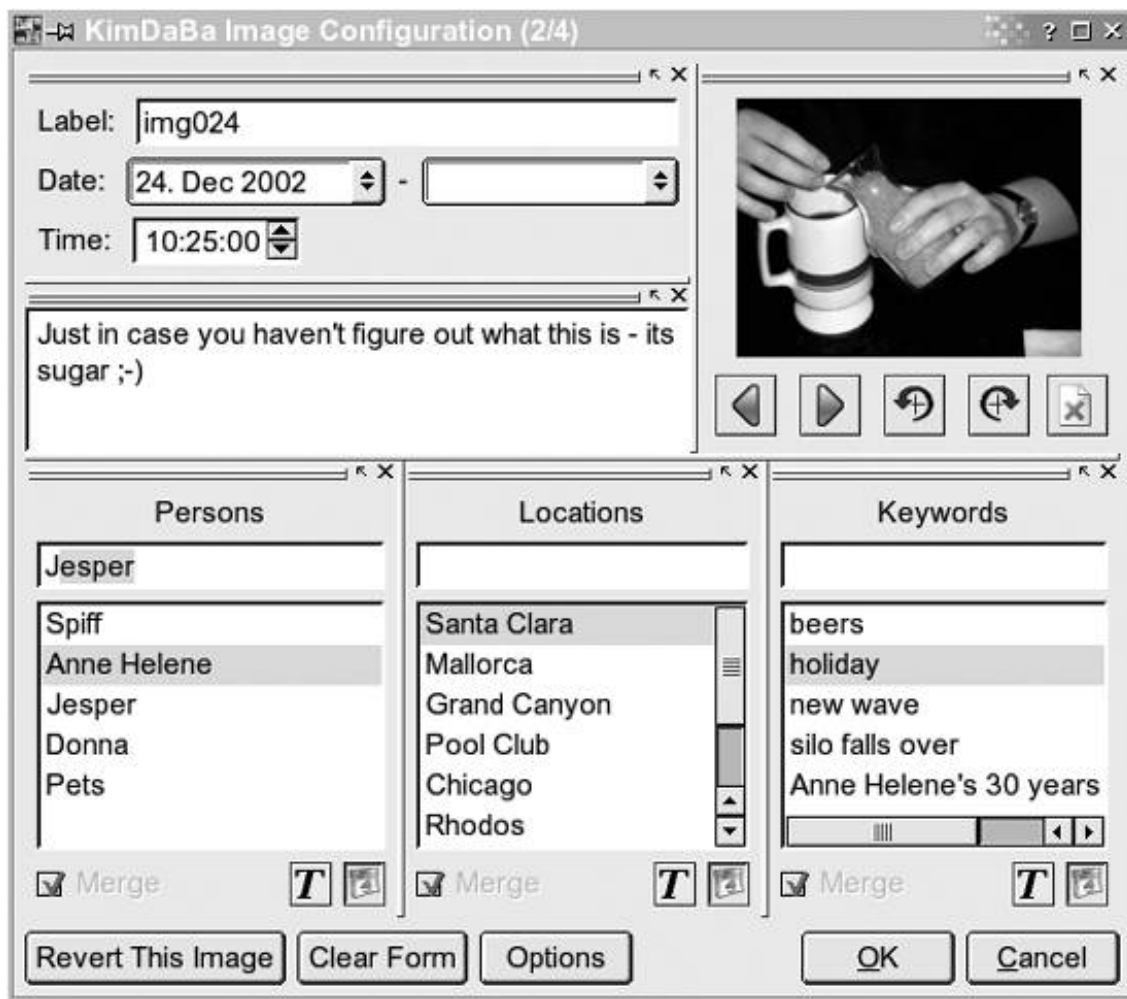 KimDaBa Image Configuration (2/4)
Label: img024
Date: 24. Dec 2002 -
Time: 10:25:00
Just in case you haven't figure out what this is - its
sugar ;-)
Persons
Jesper
Spiff
Anne Helene
Jesper
Donna
Pets
Merge
T
Locations
Santa Clara
Mallorca
Grand Canyon
Pool Club
Chicago
Rhodos
Merge
T
Keywords
beers
holiday
new wave
silo falls over
Anne Helene's 30 years
Merge
T
Revert This Image Clear Form Options OK Cancel